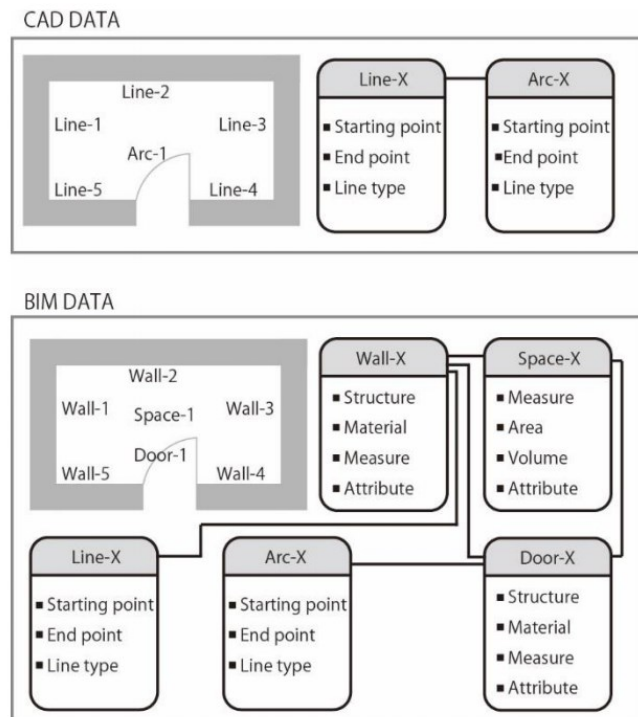 CAD DATA
Line-2
Line-1
Line-3
Arc-1
Line-5
Line-4
Line-X
▪ Starting point
▪ End point
▪ Line type
Arc-X
▪ Starting point
▪ End point
▪ Line type
BIM DATA
Wall-2
Wall-1
Space-1
Wall-3
Door-1
Wall-5
Wall-4
Wall-X
▪ Structure
▪ Material
▪ Measure
▪ Attribute
Space-X
▪ Measure
▪ Area
▪ Volume
▪ Attribute
Line-X
▪ Starting point
▪ End point
▪ Line type
Arc-X
▪ Starting point
▪ End point
▪ Line type
Door-X
▪ Structure
▪ Material
▪ Measure
▪ Attribute